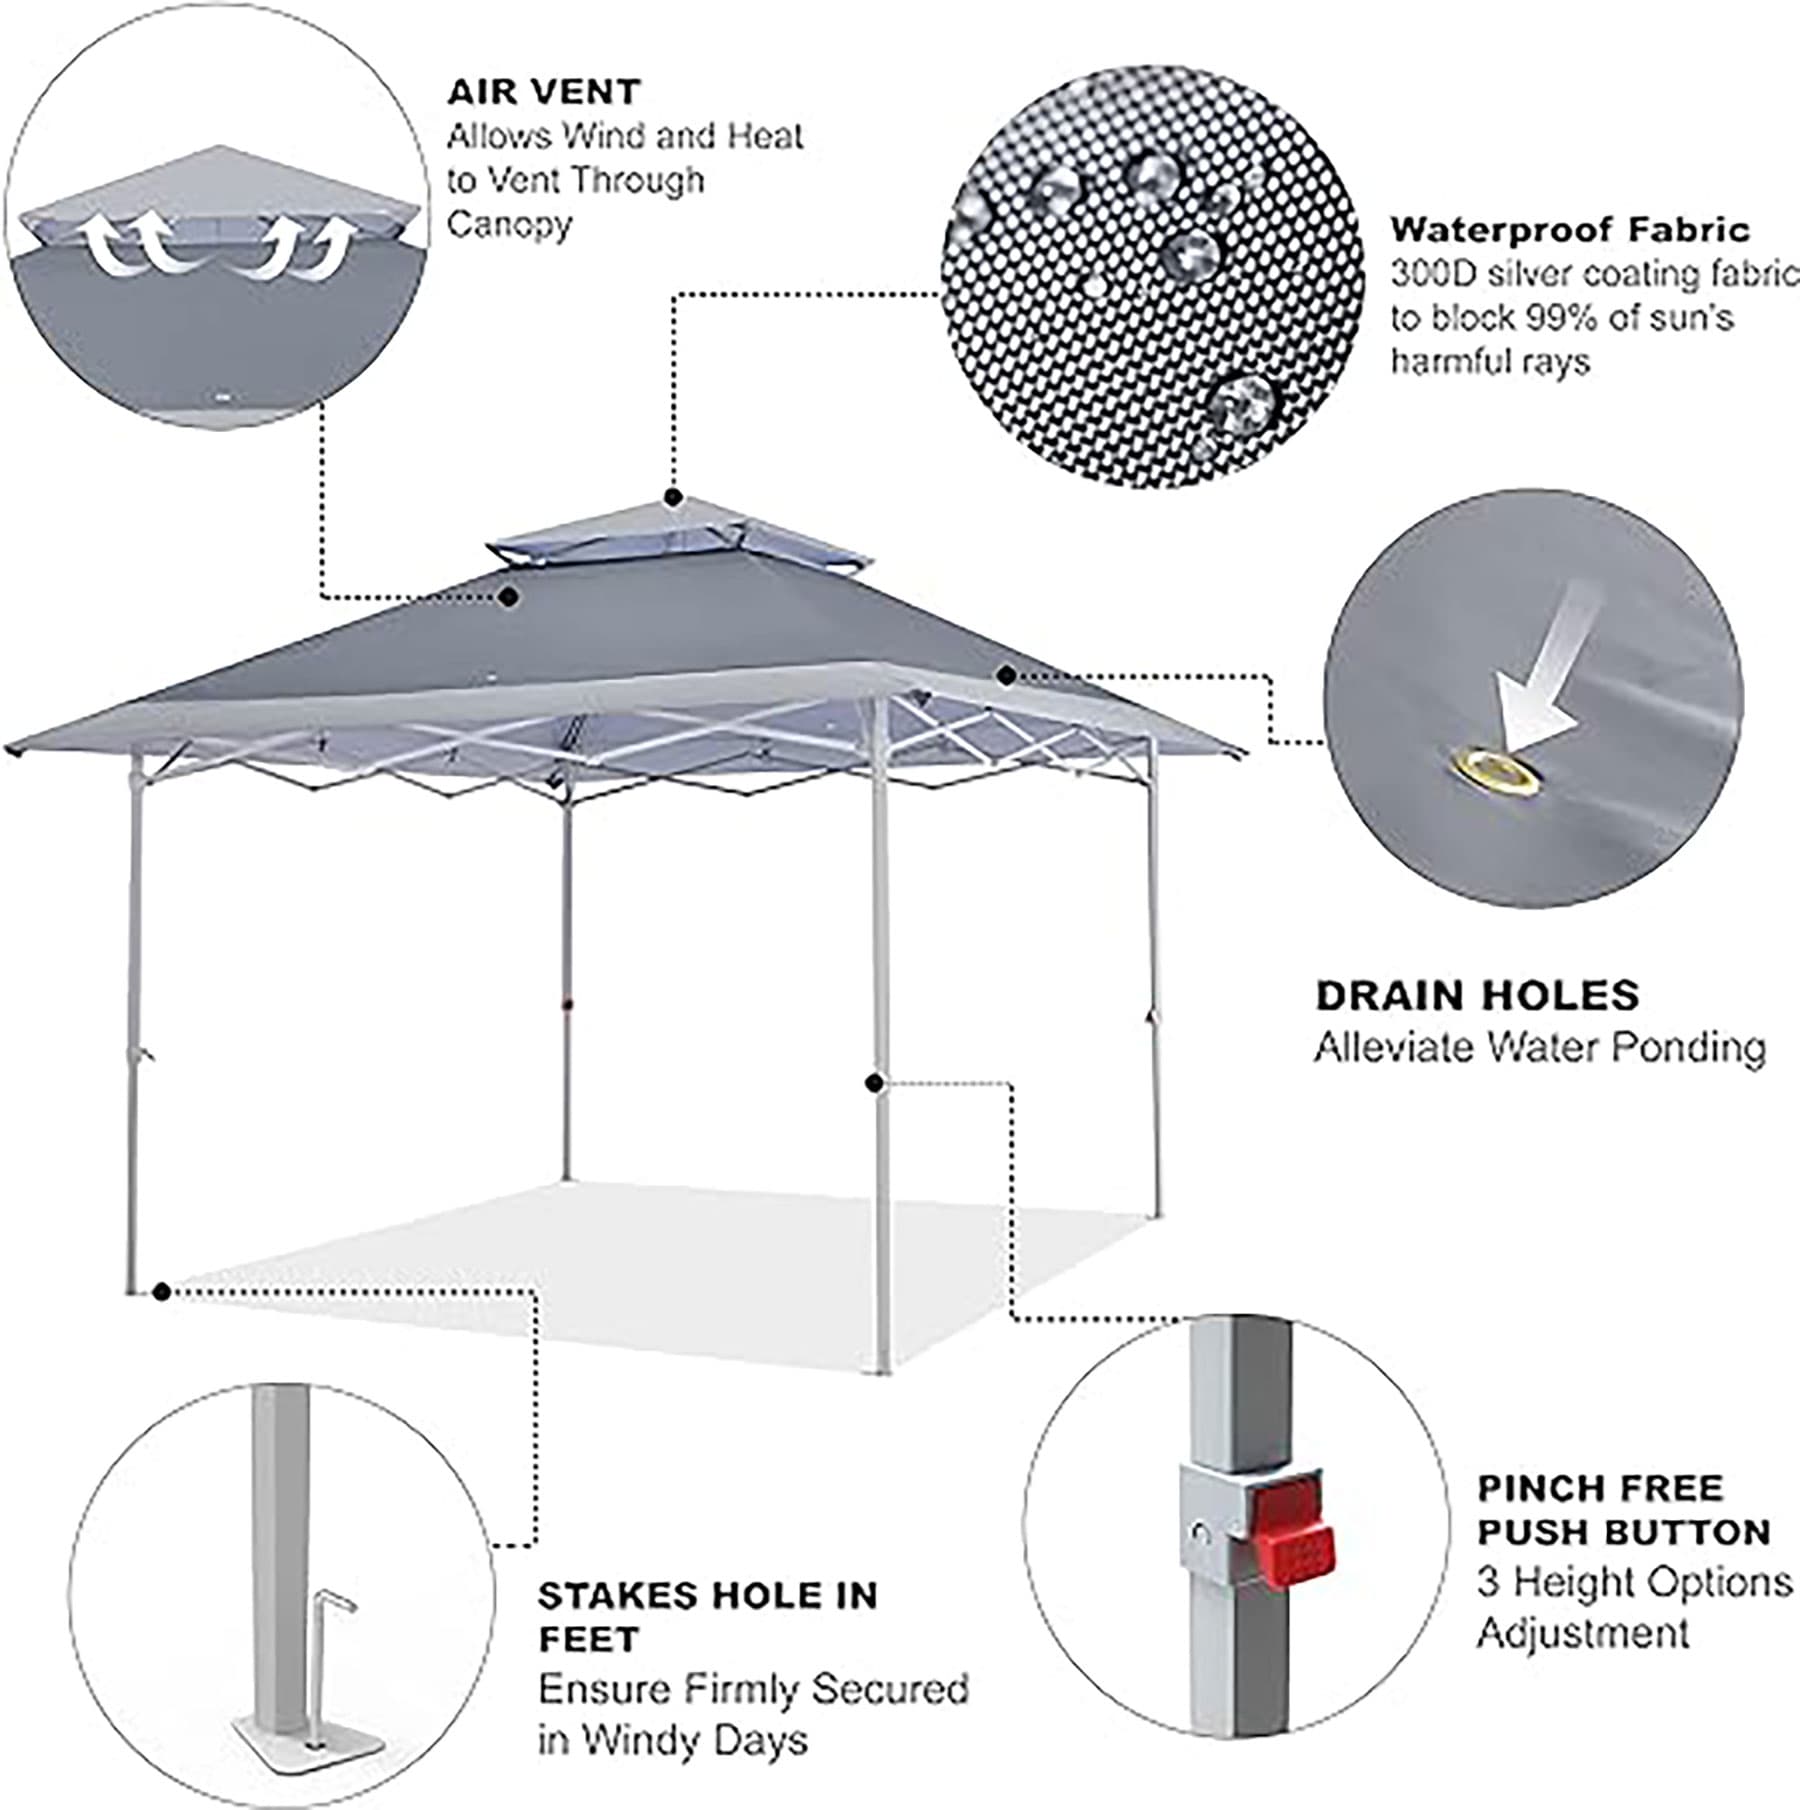 AIR VENT
Allows Wind and Heat
to Vent Through
Canopy
Waterproof Fabric
300D silver coating fabric
to block 99% of sun's
harmful rays
DRAIN HOLES
Alleviate Water Ponding
STAKES HOLE IN
FEET
Ensure Firmly Secured
in Windy Days
PINCH FREE
PUSH BUTTON
3 Height Options
Adjustment